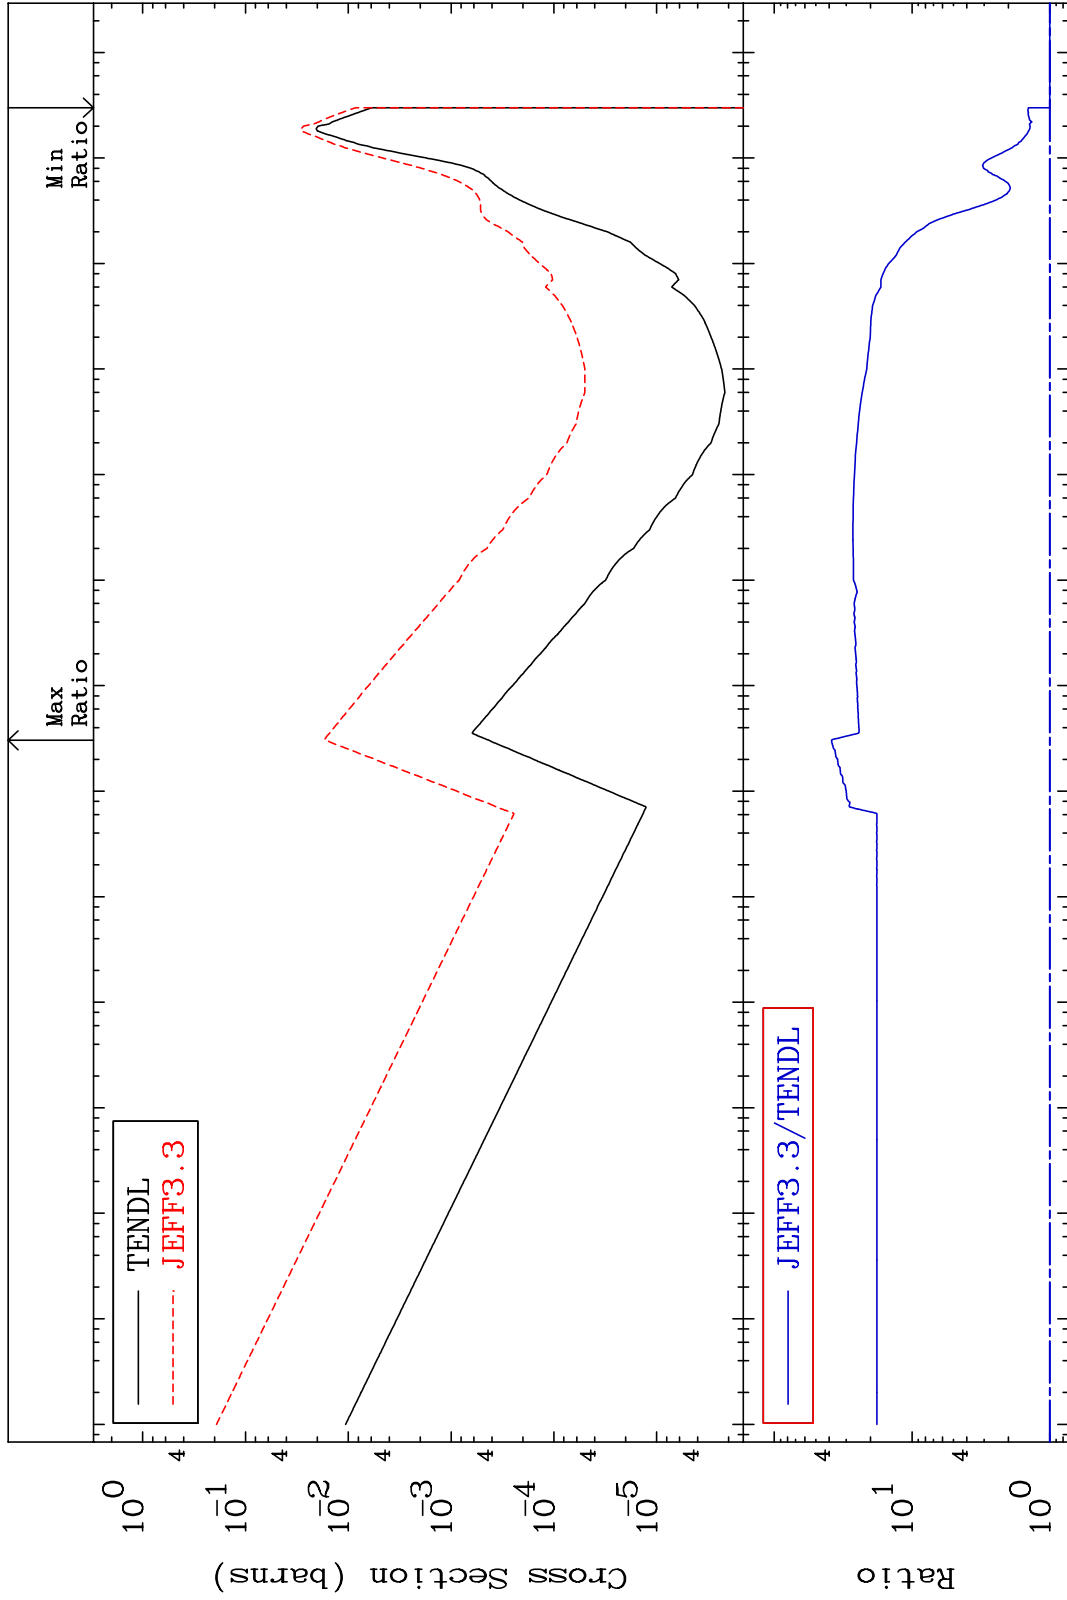 Max
Ratio
Min
Ratio
TENDL
JEFF3.3
Cross Section (barns)
10^0
4
10^-1
4
10^-2
4
10^-3
4
10^-4
4
10^-5
4
JEFF3.3/TENDL
Ratio
4
10^1
4
10^0